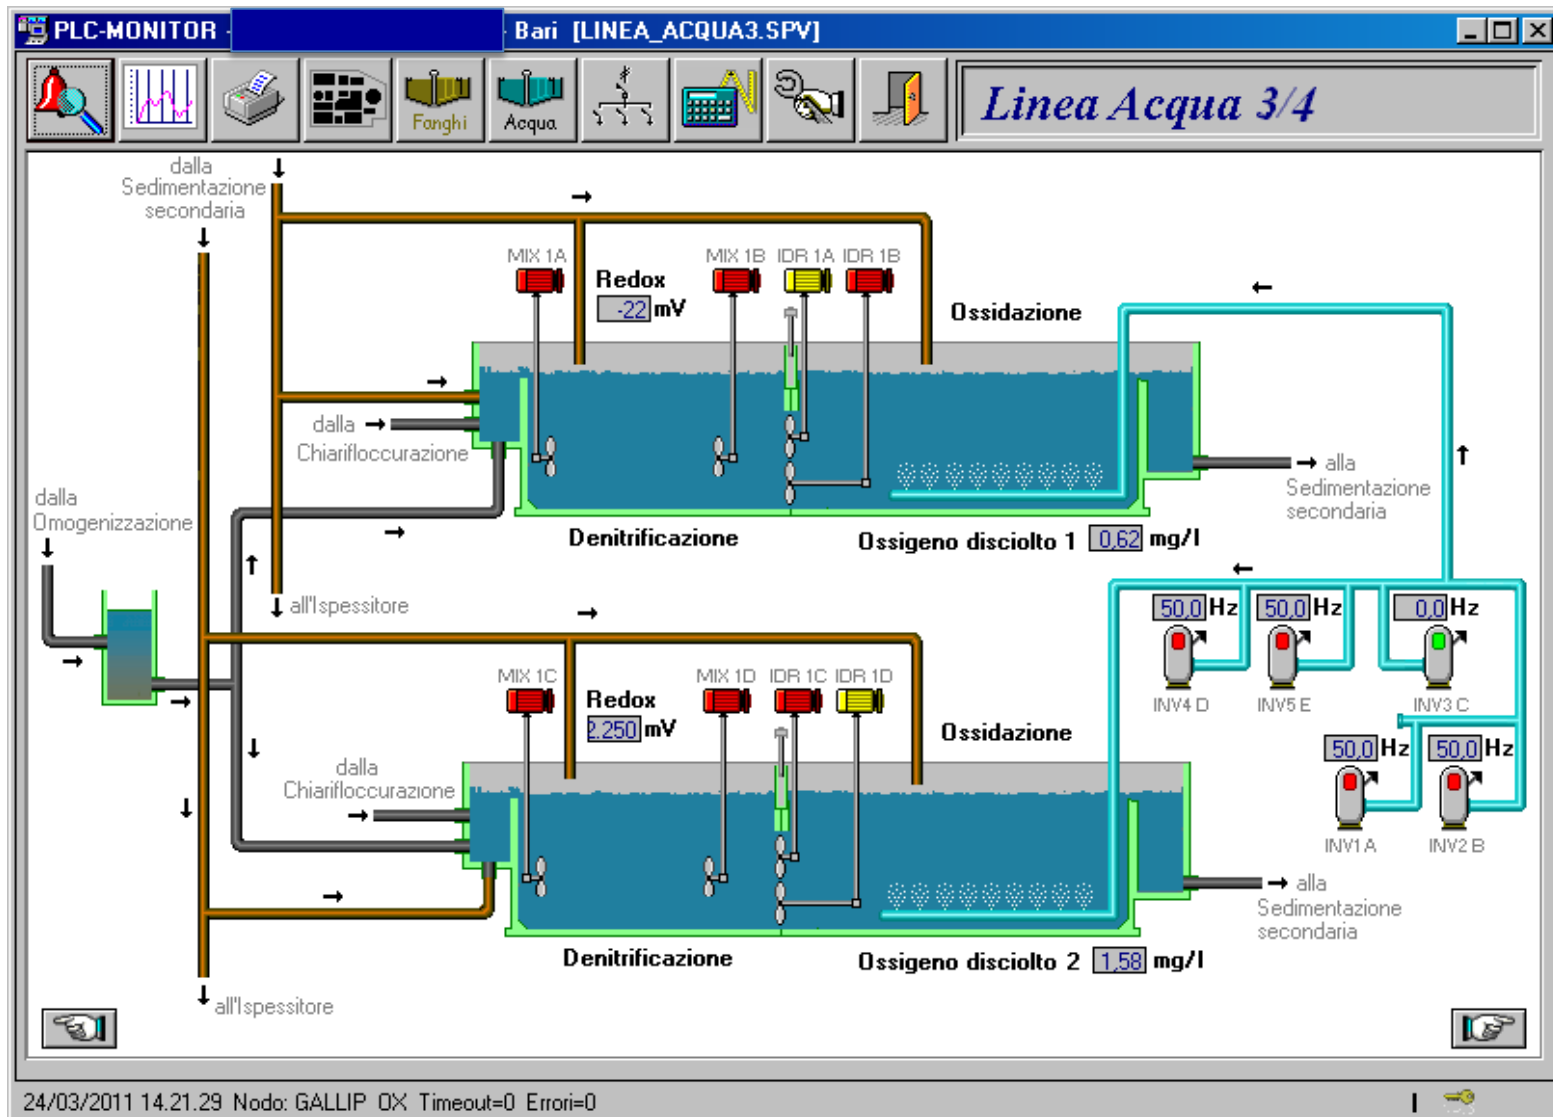 PLC-MONITOR - - Bari [LINEA_ACQUA3.SPV]
Fanghi
Acqua
Linea Acqua 3/4
dalla
Sedimentazione
secondaria
MIX 1A
MIX 1B
IDR 1A
IDR 1B
Redox
-22 mV
Ossidazione
dalla
Chiarifloccurazione
alla
Sedimentazione
secondaria
dalla
Omogenizzazione
Denitrificazione
Ossigeno disciolto 1 0,62 mg/l
all'Ispessitore
50,0 Hz
50,0 Hz
0,0 Hz
INV4 D
INV5 E
INV3 C
MIX 1C
MIX 1D
IDR 1C
IDR 1D
Redox
2.250 mV
Ossidazione
50,0 Hz
50,0 Hz
INV1 A
INV2 B
dalla
Chiarifloccurazione
alla
Sedimentazione
secondaria
Denitrificazione
Ossigeno disciolto 2 1,58 mg/l
all'Ispessitore
24/03/2011 14.21.29 Nodo: GALLIP OX Timeout=0 Errori=0